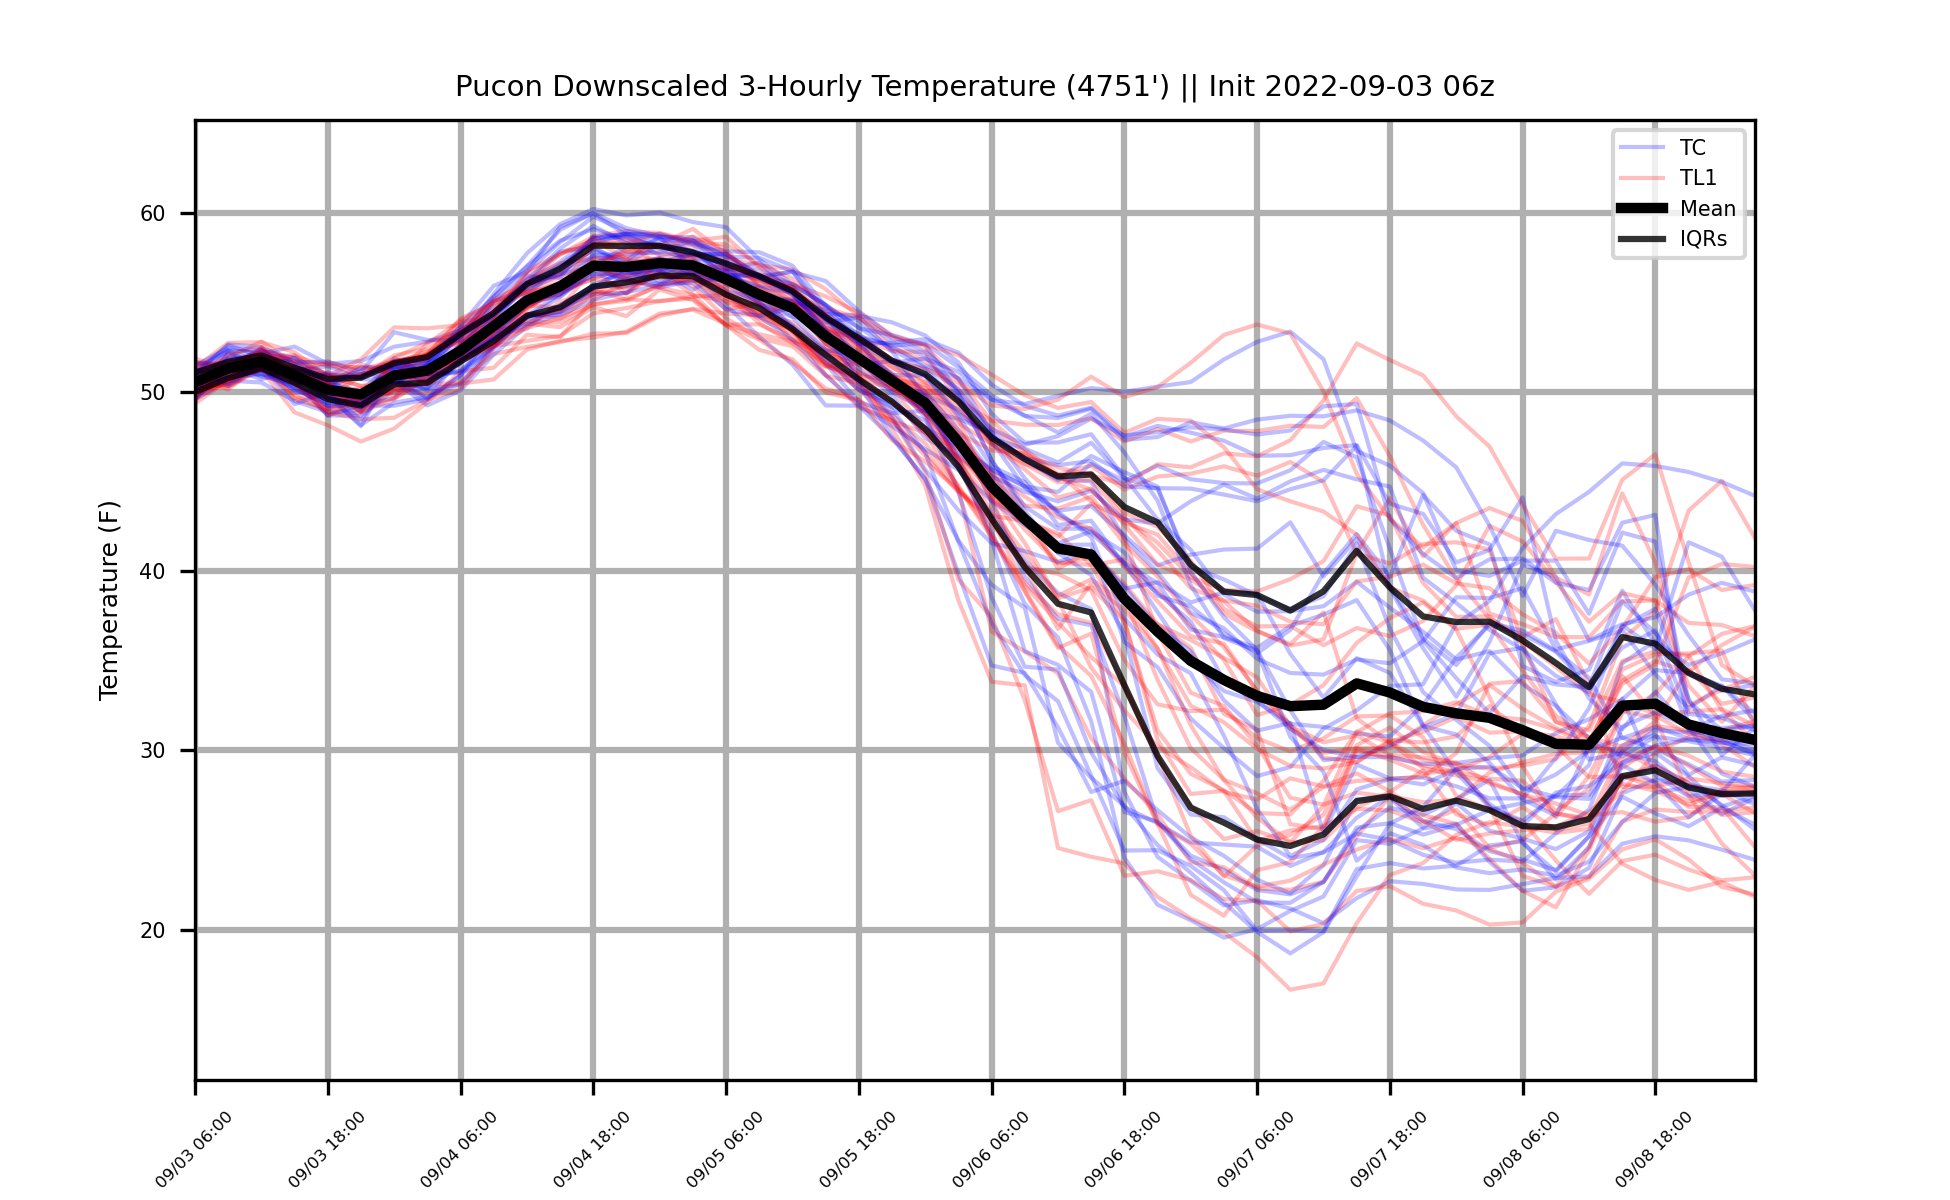 Pucon Downscaled 3-Hourly Temperature (4751') || Init 2022-09-03 06z
TC
TL1
Mean
IQRs
Temperature (F)
60
50
40
30
20
09/03 06:00
09/03 18:00
09/04 06:00
09/04 18:00
09/05 06:00
09/05 18:00
09/06 06:00
09/06 18:00
09/07 06:00
09/07 18:00
09/08 06:00
09/08 18:00